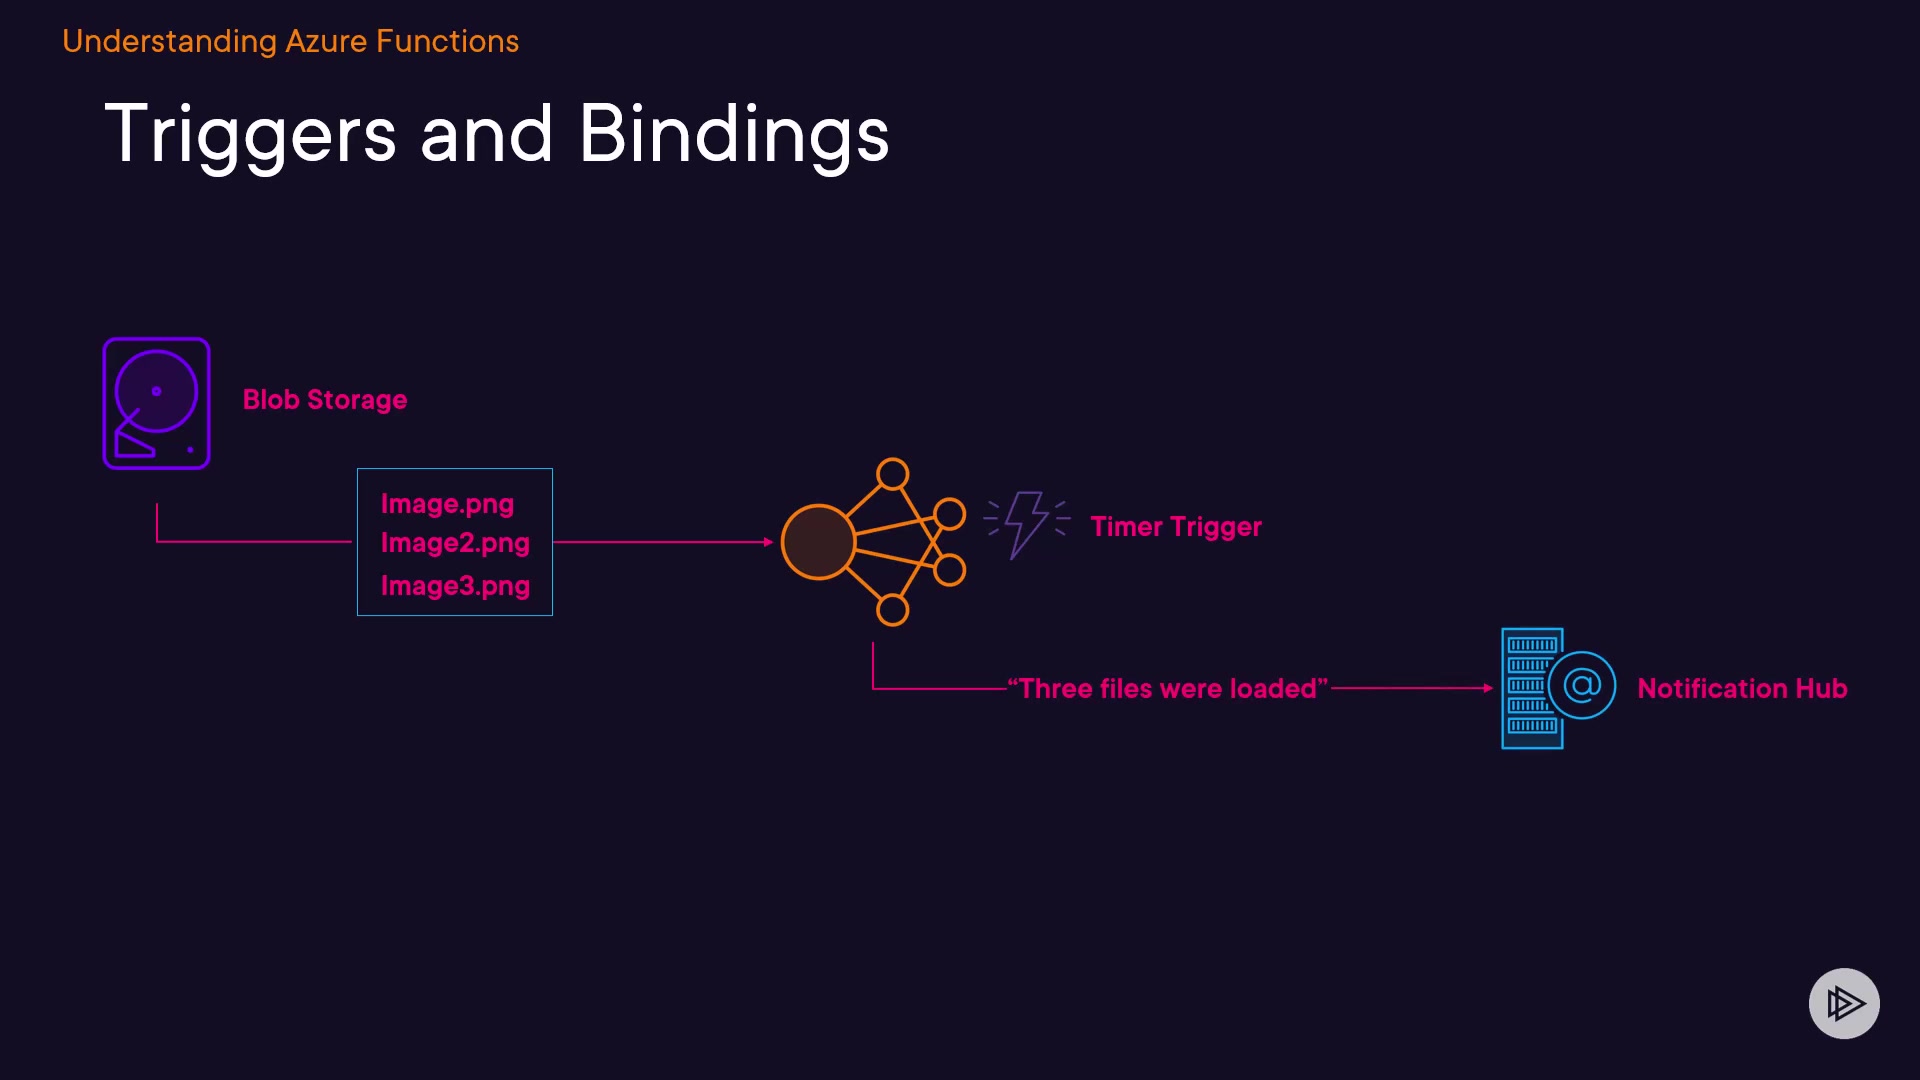 Understanding Azure Functions
Triggers and Bindings
Blob Storage
Image.png
Image2.png
Image3.png
Timer Trigger
“Three files were loaded”
@
Notification Hub